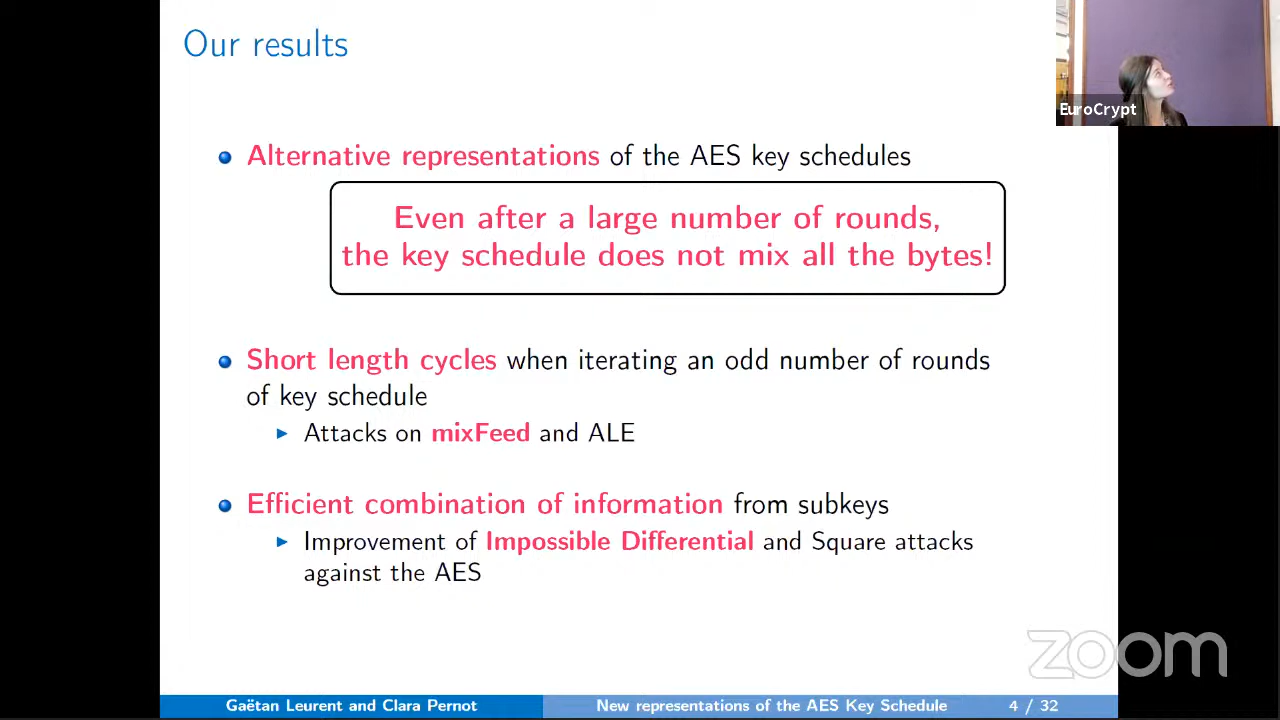 Our results
EuroCrypt
Alternative representations of the AES key schedules
Even after a large number of rounds,
the key schedule does not mix all the bytes!
Short length cycles when iterating an odd number of rounds
of key schedule
Attacks on mixFeed and ALE
Efficient combination of information from subkeys
Improvement of Impossible Differential and Square attacks
against the AES
zoom
Gaëtan Leurent and Clara Pernot New representations of the AES Key Schedule 4 / 32